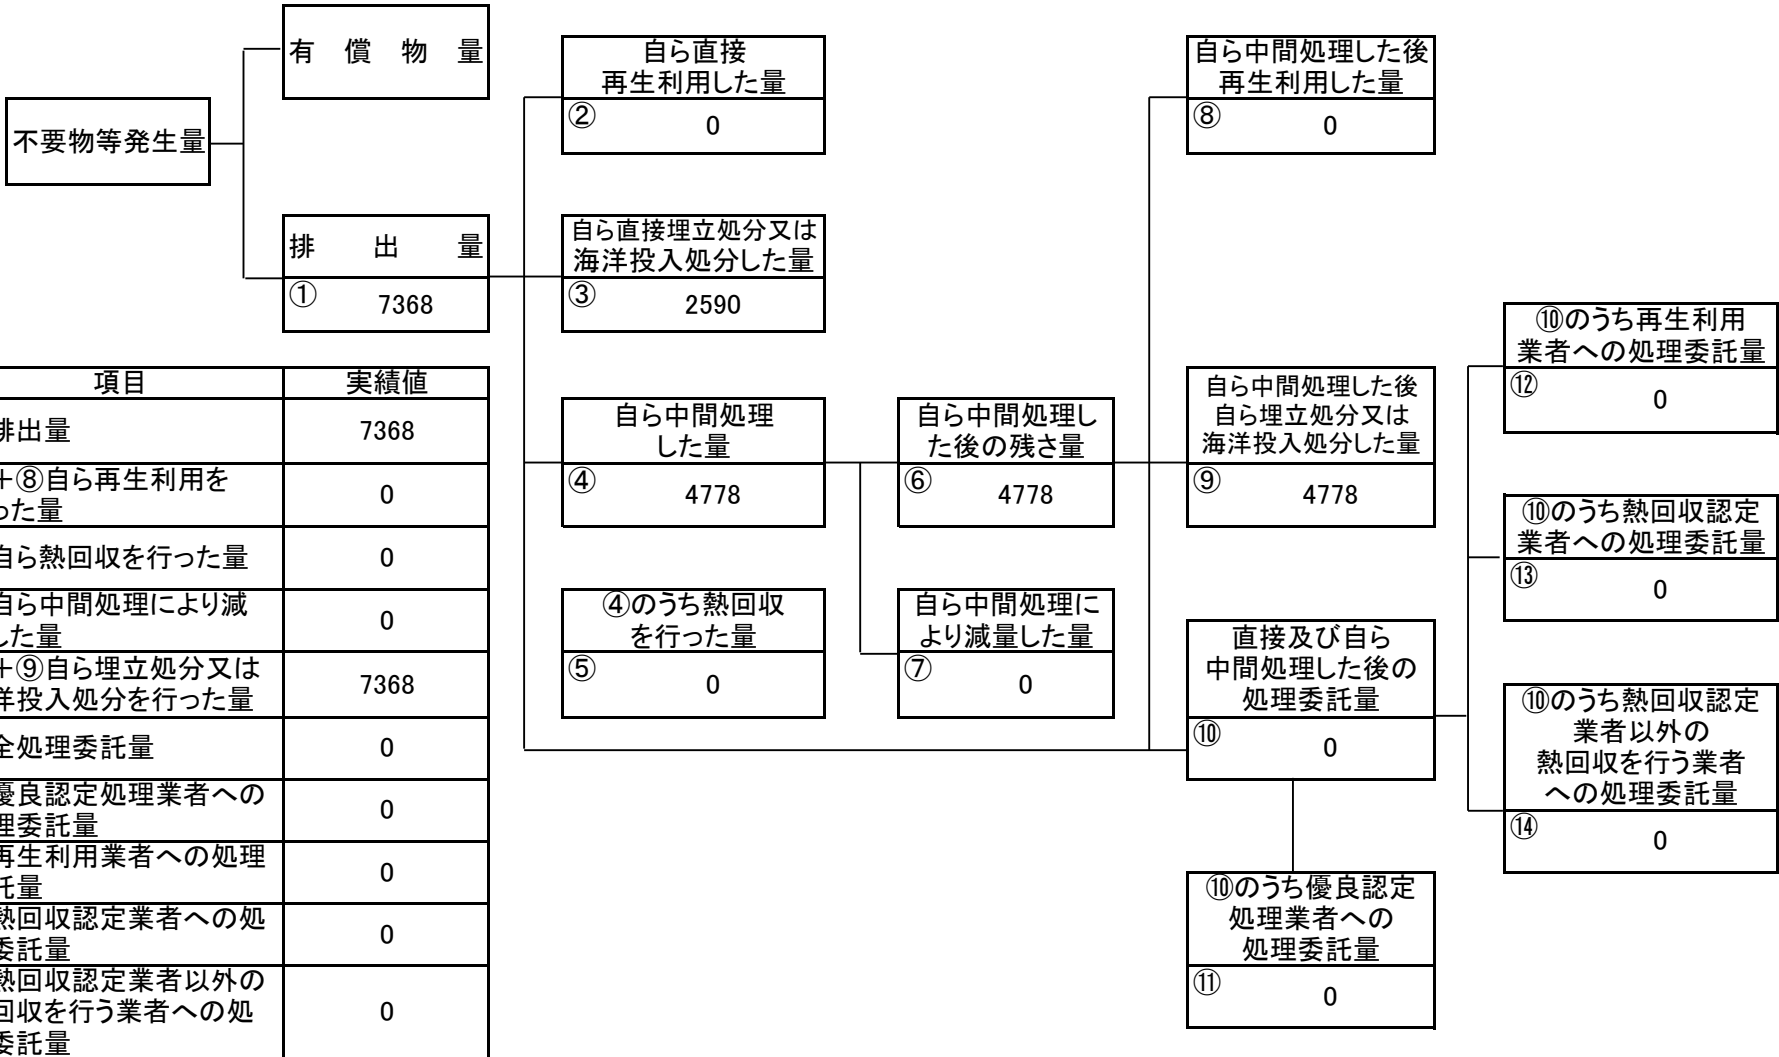 不要物等発生量
有　償　物　量
排　　出　　量
①
7368
自ら直接
再生利用した量
②
0
自ら直接埋立処分又は
海洋投入処分した量
③
2590
自ら中間処理
した量
④
4778
④のうち熱回収
を行った量
⑤
0
自ら中間処理し
た後の残さ量
⑥
4778
自ら中間処理に
より減量した量
⑦
0
自ら中間処理した後
再生利用した量
⑧
0
自ら中間処理した後
自ら埋立処分又は
海洋投入処分した量
⑨
4778
直接及び自ら
中間処理した後の
処理委託量
⑩
0
⑩のうち優良認定
処理業者への
処理委託量
⑪
0
⑩のうち再生利用
業者への処理委託量
⑫
0
⑩のうち熱回収認定
業者への処理委託量
⑬
0
⑩のうち熱回収認定
業者以外の
熱回収を行う業者
への処理委託量
⑭
0
項目
実績値
排出量
7368
＋⑧自ら再生利用を
った量
0
自ら熱回収を行った量
0
自ら中間処理により減
した量
0
＋⑨自ら埋立処分又は
洋投入処分を行った量
7368
全処理委託量
0
優良認定処理業者への
理委託量
0
再生利用業者への処理
託量
0
熱回収認定業者への処
委託量
0
熱回収認定業者以外の
回収を行う業者への処
委託量
0